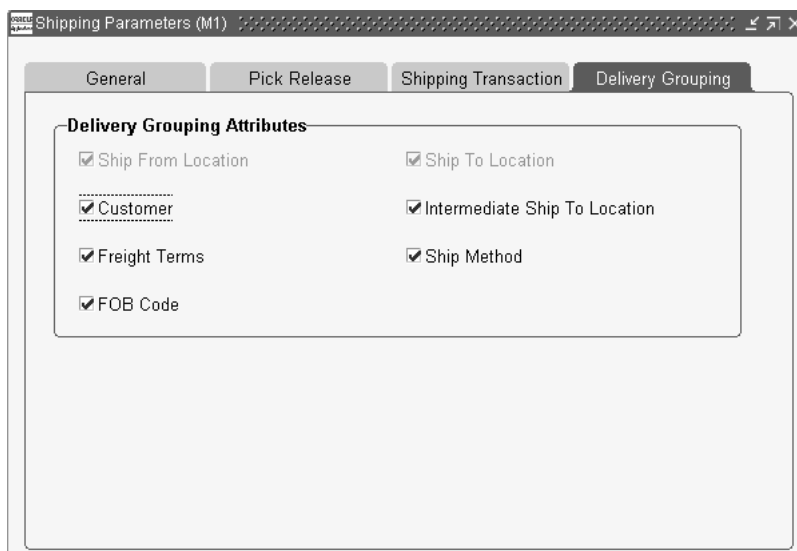 Shipping Parameters (M1)
General Pick Release Shipping Transaction Delivery Grouping
Delivery Grouping Attributes
Ship From Location Ship To Location
Customer Intermediate Ship To Location
Freight Terms Ship Method
FOB Code